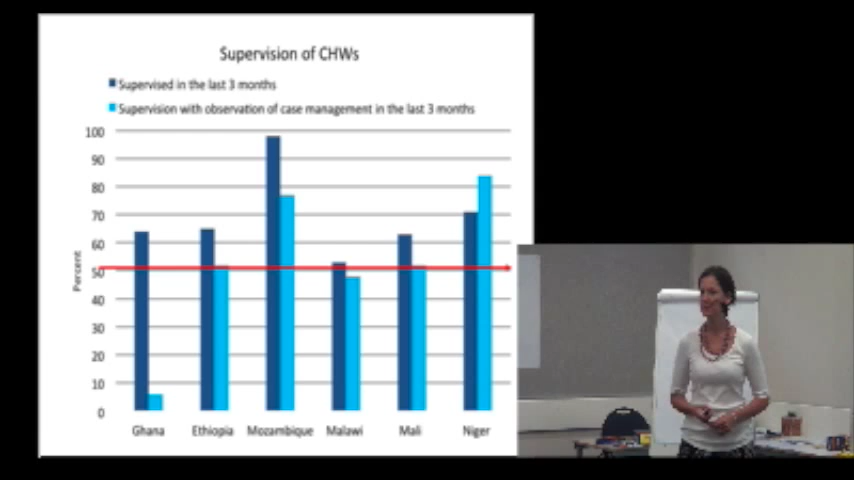 Supervision of CHWs
Supervised in the last 3 months
Supervision with observation of case management in the last 3 months
100
90
80
70
60
50
40
30
20
10
0
Percent
Ghana Ethiopia Mozambique Malawi Mali Niger